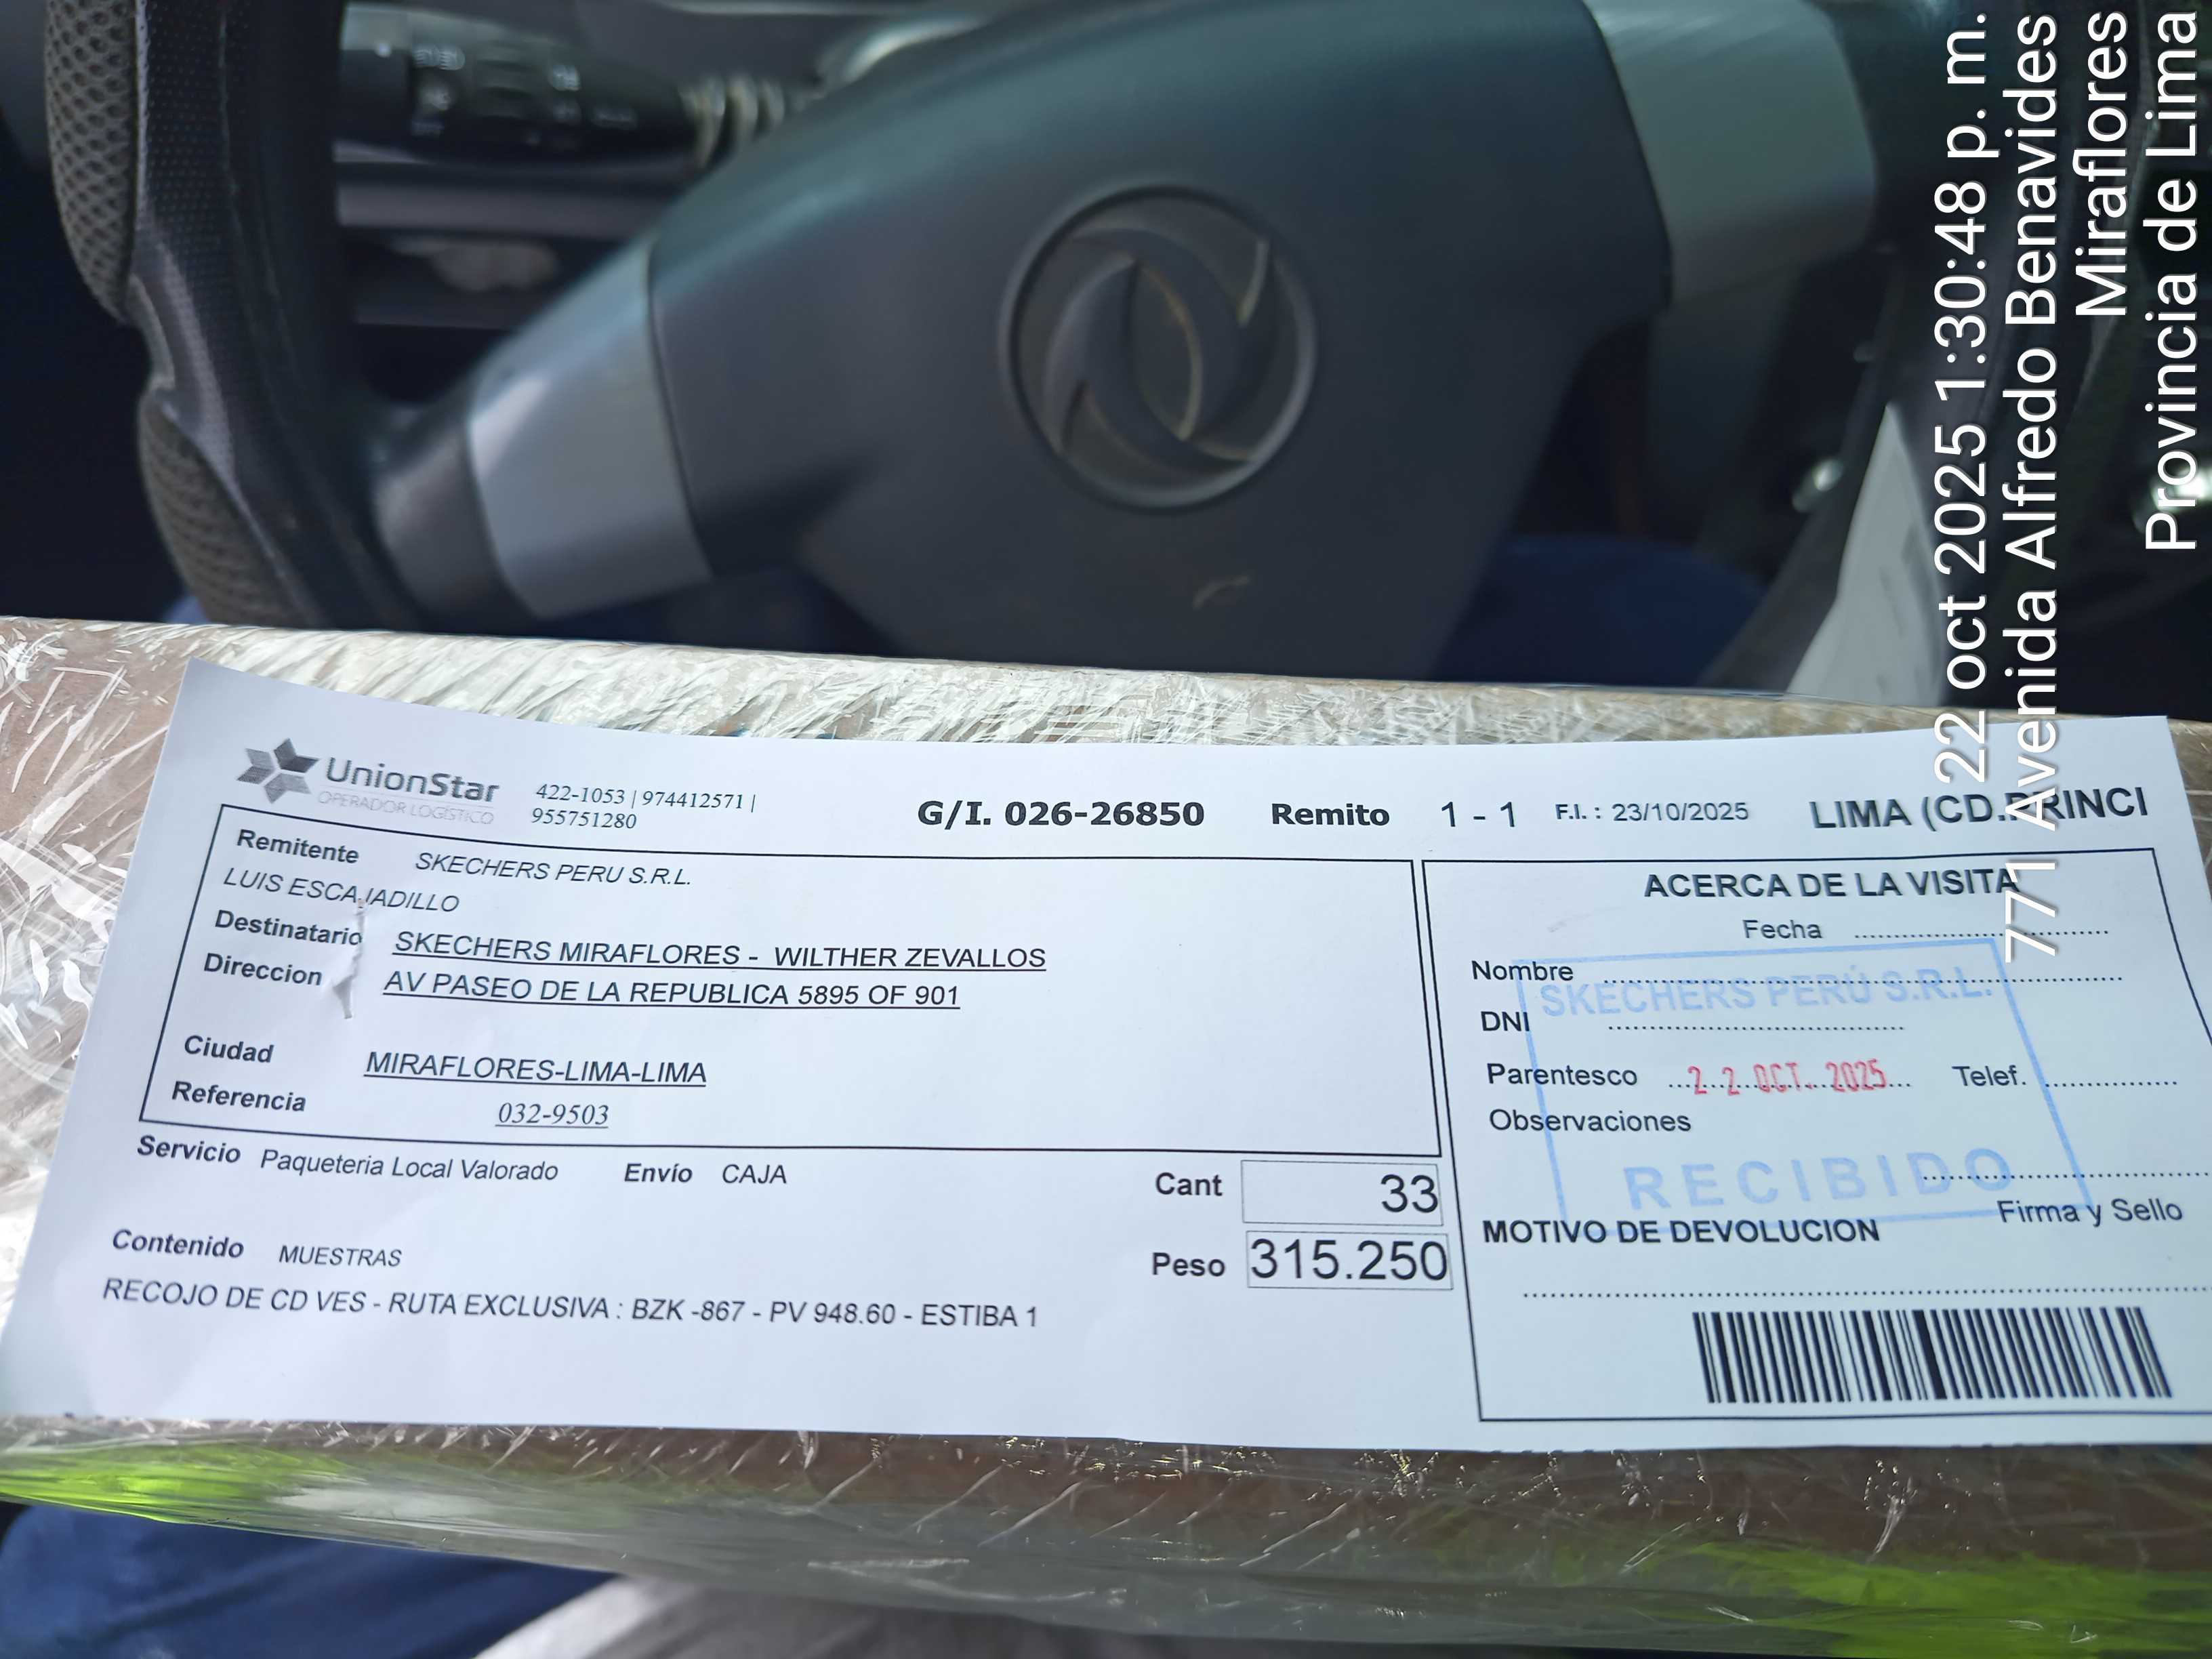 UnionStar
OPERADOR LOGÍSTICO
422-1053 | 974412571 |
955751280
G/I. 026-26850 Remito 1 - 1 F.I. : 23/10/2025 LIMA (CD.PRINCI
Remitente SKECHERS PERU S.R.L.
LUIS ESCAJADILLO
Destinatario SKECHERS MIRAFLORES - WILTHER ZEVALLOS
Direccion AV PASEO DE LA REPUBLICA 5895 OF 901
Ciudad MIRAFLORES-LIMA-LIMA
Referencia 032-9503
Servicio Paqueteria Local Valorado Envío CAJA
Cant 33
Peso 315.250
Contenido MUESTRAS
RECOJO DE CD VES - RUTA EXCLUSIVA : BZK -867 - PV 948.60 - ESTIBA 1
ACERCA DE LA VISITA
Fecha
Nombre
SKECHERS PERÚ S.R.L.
DNI
Parentesco 22 OCT. 2025 Telef.
Observaciones
RECIBIDO
Firma y Sello
MOTIVO DE DEVOLUCION
22 oct 2025 1:30:48 p. m.
771 Avenida Alfredo Benavides
Miraflores
Provincia de Lima